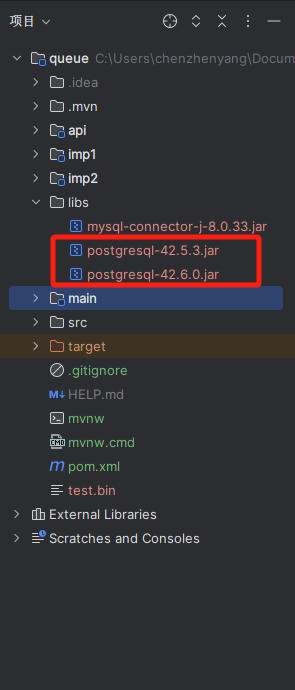 项目
queue C:\Users\chenzhenyang\Docum
.idea
.mvn
api
imp1
imp2
libs
mysql-connector-j-8.0.33.jar
postgresql-42.5.3.jar
postgresql-42.6.0.jar
main
src
target
.gitignore
M↓ HELP.md
mvnw
mvnw.cmd
pom.xml
test.bin
External Libraries
Scratches and Consoles